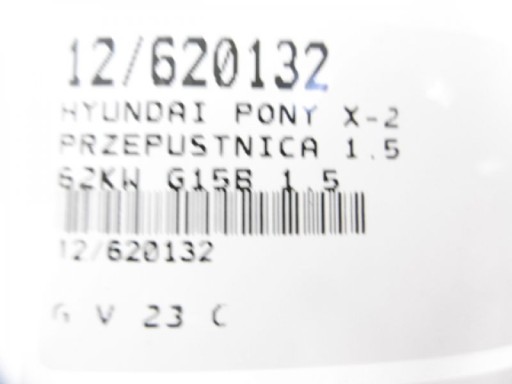 12/620132
HYUNDAI PONY X-2
PRZEPUSTNICA 1.5
62KW G15B 1.5
12/620132
G V 23 C